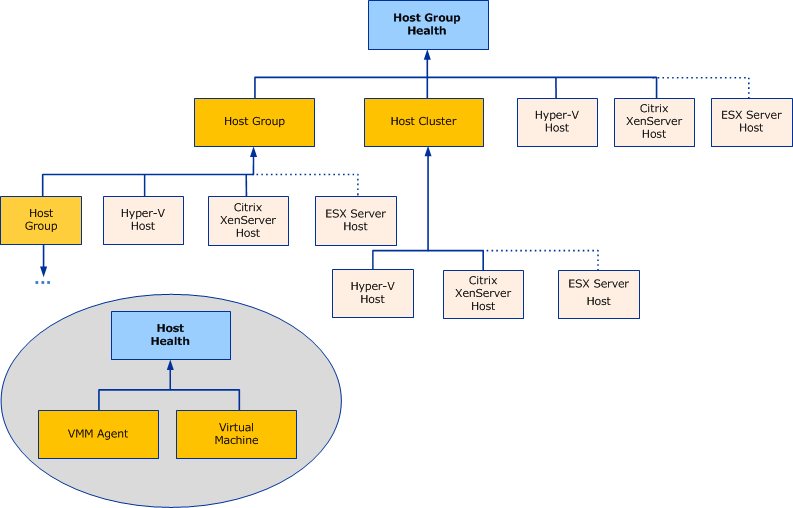 Host Group
Health
Host Group
Host Cluster
Hyper-V
Host
Citrix
XenServer
Host
ESX Server
Host
Host
Group
Hyper-V
Host
Citrix
XenServer
Host
ESX Server
Host
...
Hyper-V
Host
Citrix
XenServer
Host
ESX Server
Host
Host
Health
VMM Agent
Virtual
Machine